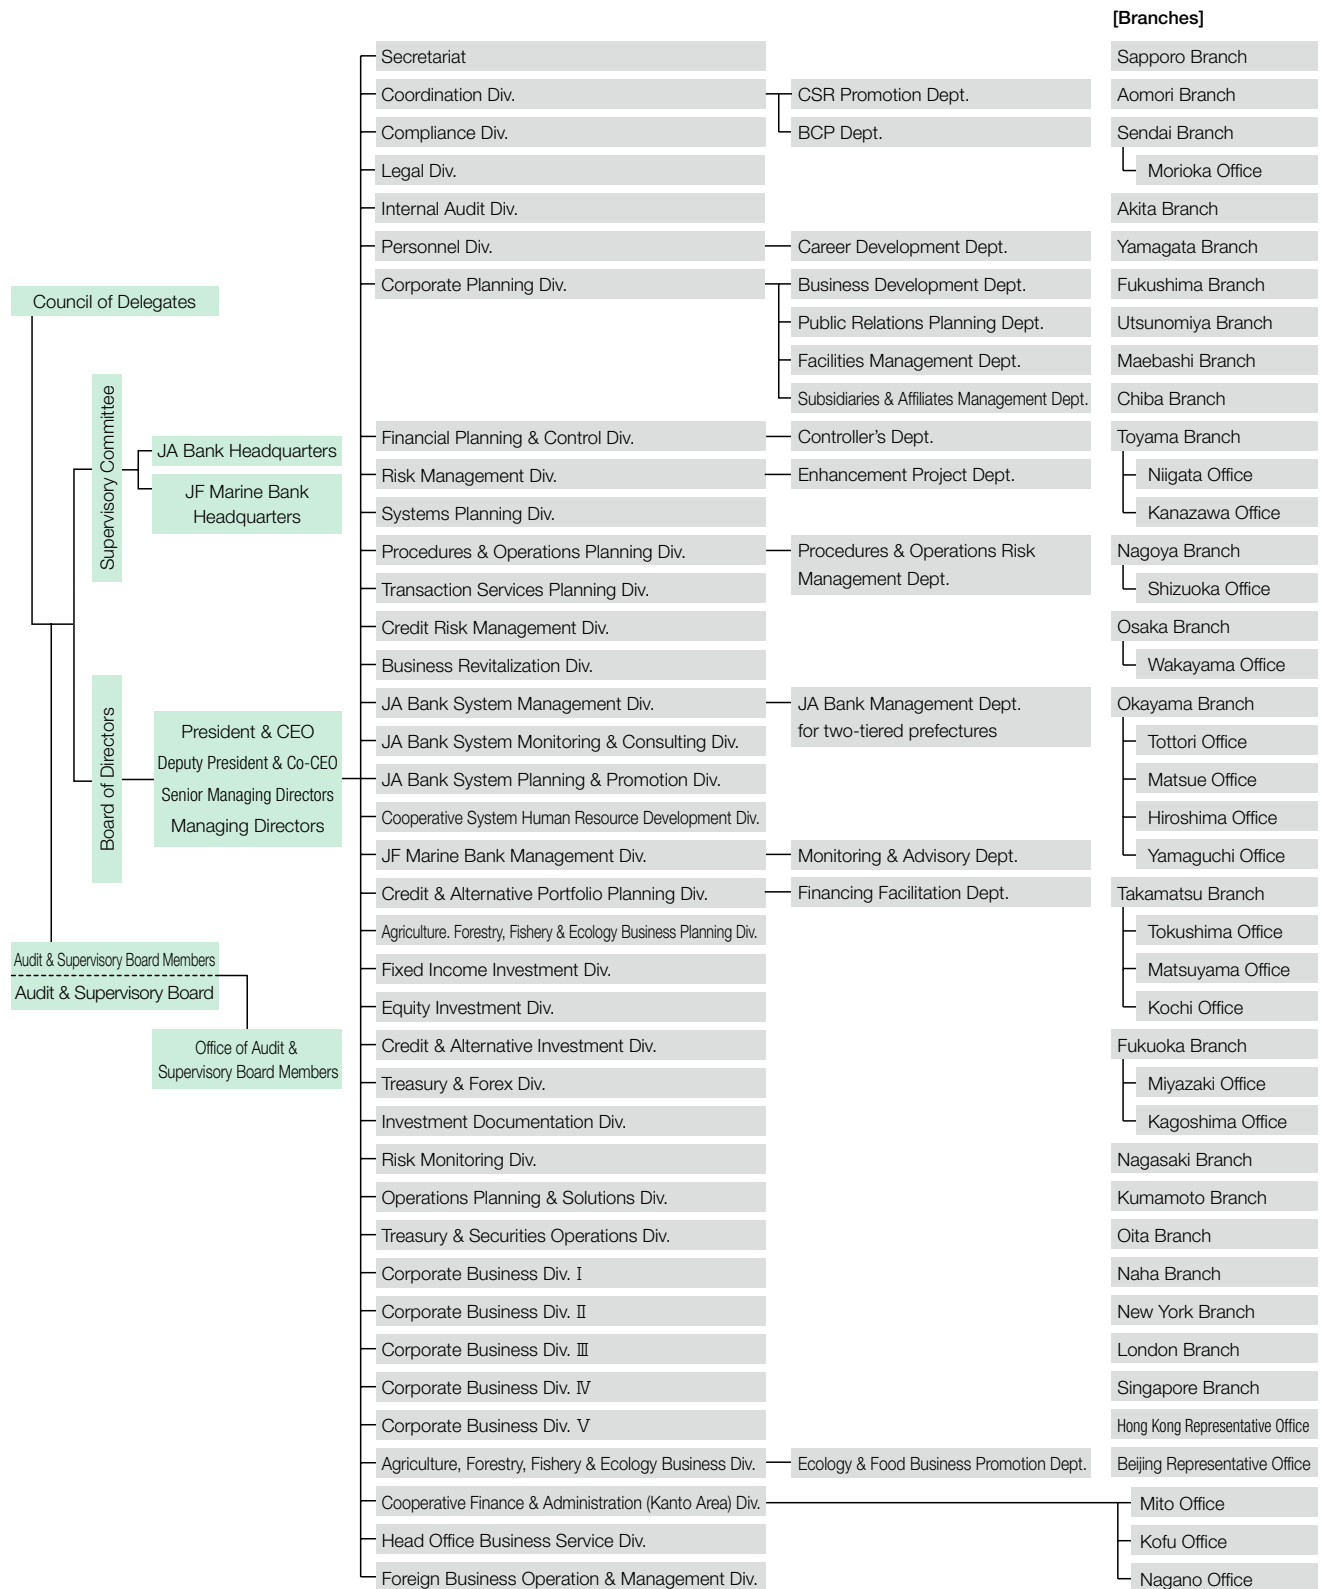 [Branches]
Council of Delegates
Supervisory Committee
JA Bank Headquarters
JF Marine Bank
Headquarters
Board of Directors
President & CEO
Deputy President & Co-CEO
Senior Managing Directors
Managing Directors
Audit & Supervisory Board Members
Audit & Supervisory Board
Office of Audit &
Supervisory Board Members
Secretariat
Coordination Div.
Compliance Div.
Legal Div.
Internal Audit Div.
Personnel Div.
Corporate Planning Div.
Financial Planning & Control Div.
Risk Management Div.
Systems Planning Div.
Procedures & Operations Planning Div.
Transaction Services Planning Div.
Credit Risk Management Div.
Business Revitalization Div.
JA Bank System Management Div.
JA Bank System Monitoring & Consulting Div.
JA Bank System Planning & Promotion Div.
Cooperative System Human Resource Development Div.
JF Marine Bank Management Div.
Credit & Alternative Portfolio Planning Div.
Agriculture. Forestry, Fishery & Ecology Business Planning Div.
Fixed Income Investment Div.
Equity Investment Div.
Credit & Alternative Investment Div.
Treasury & Forex Div.
Investment Documentation Div.
Risk Monitoring Div.
Operations Planning & Solutions Div.
Treasury & Securities Operations Div.
Corporate Business Div. Ⅰ
Corporate Business Div. Ⅱ
Corporate Business Div. Ⅲ
Corporate Business Div. Ⅳ
Corporate Business Div. Ⅴ
Agriculture, Forestry, Fishery & Ecology Business Div.
Cooperative Finance & Administration (Kanto Area) Div.
Head Office Business Service Div.
Foreign Business Operation & Management Div.
CSR Promotion Dept.
BCP Dept.
Career Development Dept.
Business Development Dept.
Public Relations Planning Dept.
Facilities Management Dept.
Subsidiaries & Affiliates Management Dept.
Controller's Dept.
Enhancement Project Dept.
Procedures & Operations Risk
Management Dept.
JA Bank Management Dept.
for two-tiered prefectures
Monitoring & Advisory Dept.
Financing Facilitation Dept.
Ecology & Food Business Promotion Dept.
Sapporo Branch
Aomori Branch
Sendai Branch
Morioka Office
Akita Branch
Yamagata Branch
Fukushima Branch
Utsunomiya Branch
Maebashi Branch
Chiba Branch
Toyama Branch
Niigata Office
Kanazawa Office
Nagoya Branch
Shizuoka Office
Osaka Branch
Wakayama Office
Okayama Branch
Tottori Office
Matsue Office
Hiroshima Office
Yamaguchi Office
Takamatsu Branch
Tokushima Office
Matsuyama Office
Kochi Office
Fukuoka Branch
Miyazaki Office
Kagoshima Office
Nagasaki Branch
Kumamoto Branch
Oita Branch
Naha Branch
New York Branch
London Branch
Singapore Branch
Hong Kong Representative Office
Beijing Representative Office
Mito Office
Kofu Office
Nagano Office